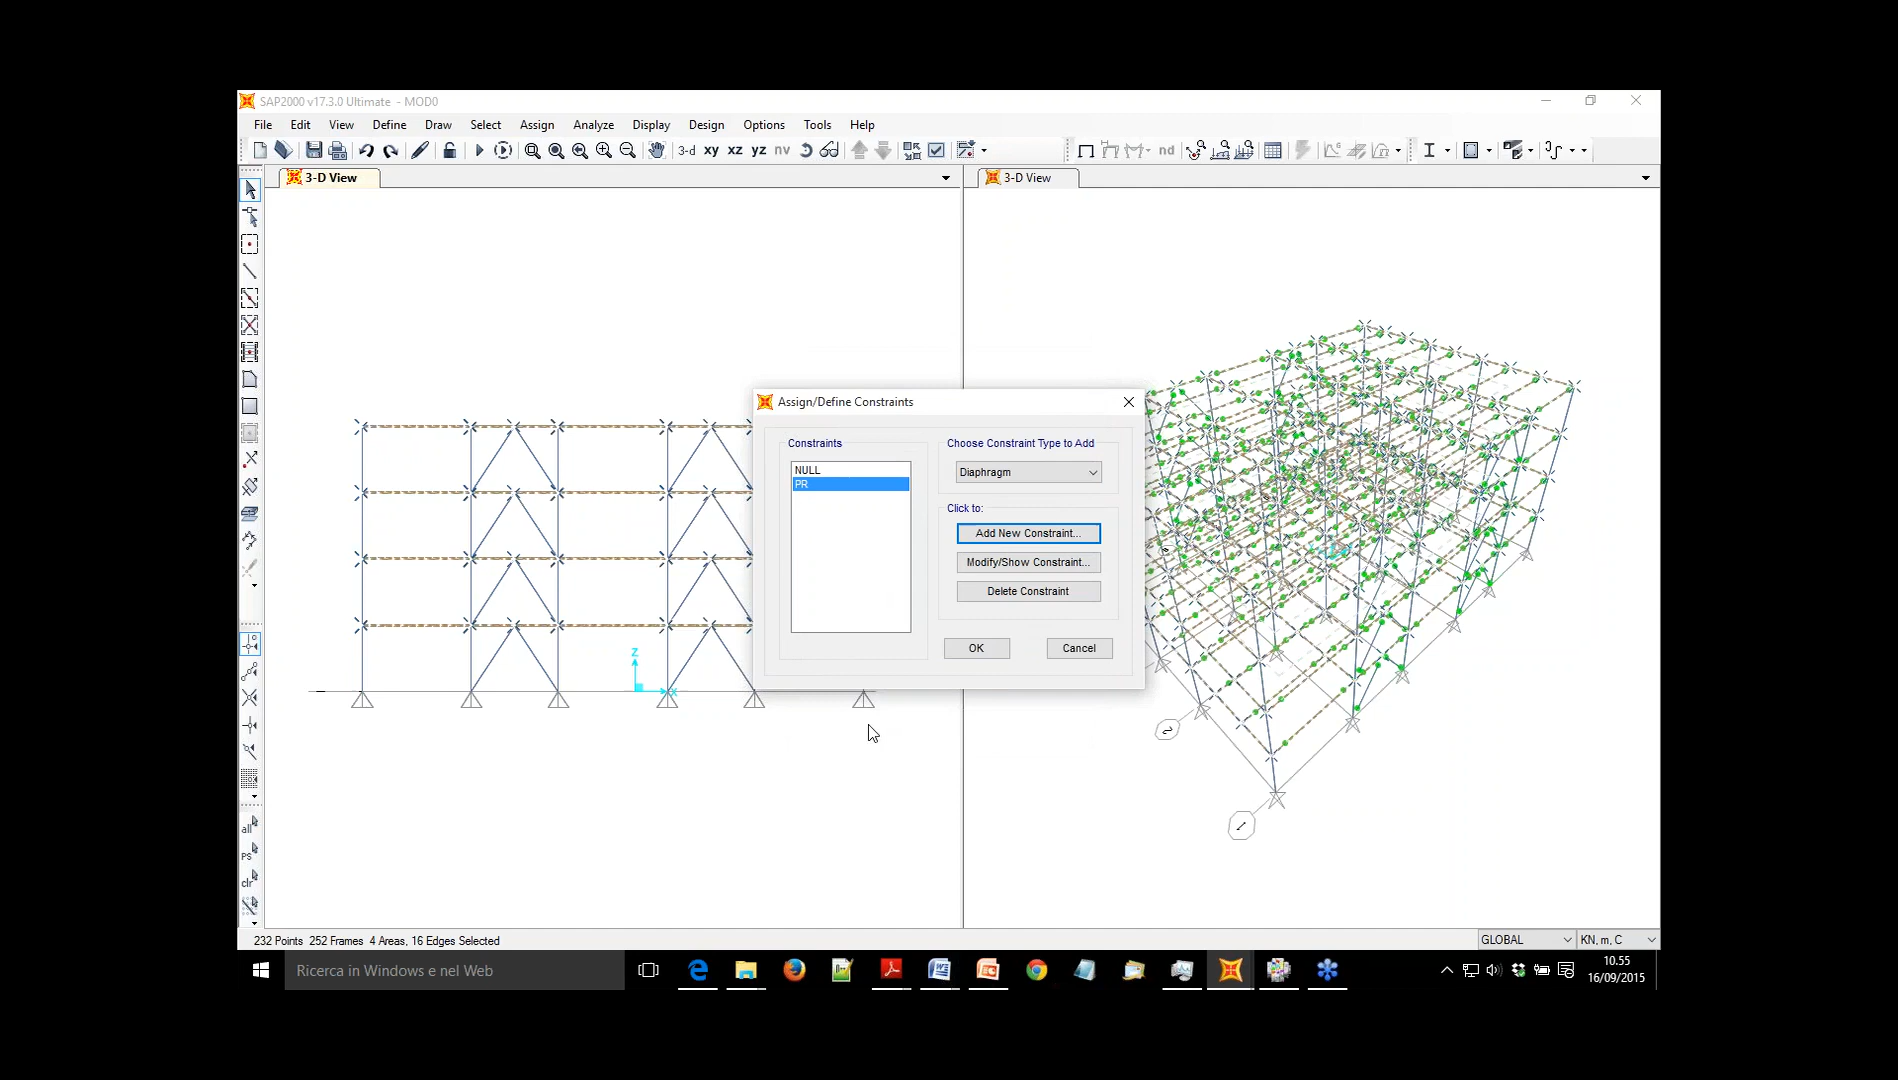 SAP2000 v17.3.0 Ultimate - MOD0
File Edit View Define Draw Select Assign Analyze Display Design Options Tools Help
3-d xy xz yz nv nd
3-D View
3-D View
Assign/Define Constraints
Constraints
NULL
PR
Choose Constraint Type to Add
Diaphragm
Click to:
Add New Constraint...
Modify/Show Constraint...
Delete Constraint
OK Cancel
Z
X
all
PS
clr
232 Points 252 Frames 4 Areas, 16 Edges Selected
GLOBAL
KN, m, C
Ricerca in Windows e nel Web
10.55
16/09/2015